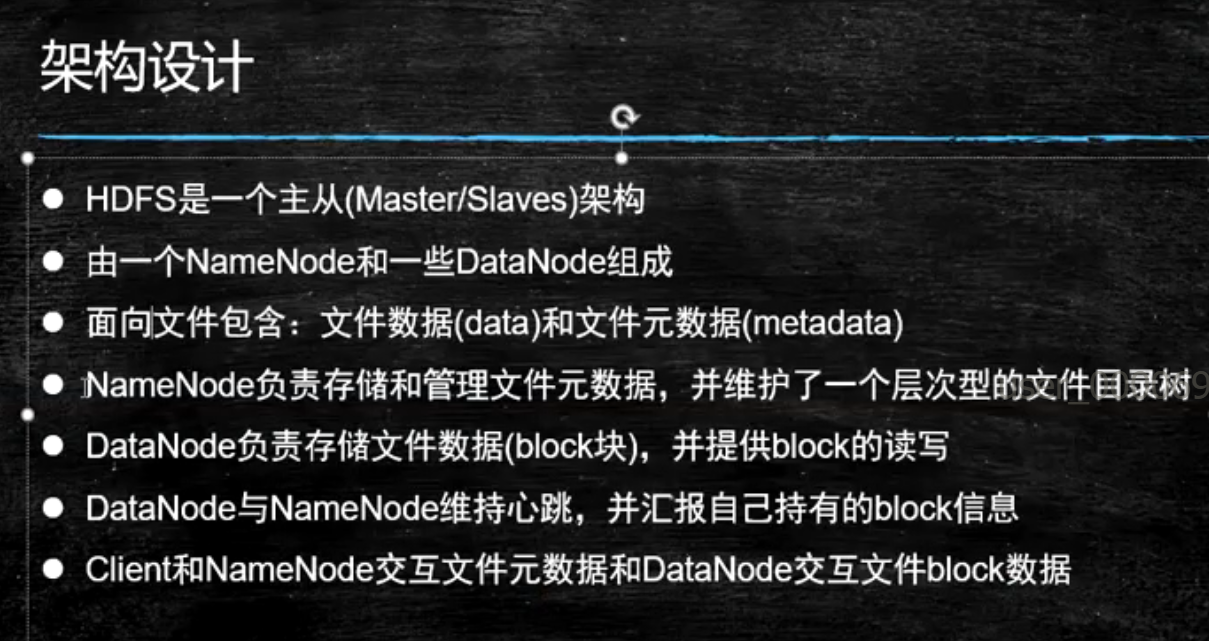 架构设计
HDFS是一个主从(Master/Slaves)架构
由一个NameNode和一些DataNode组成
面向文件包含：文件数据(data)和文件元数据(metadata)
NameNode负责存储和管理文件元数据，并维护了一个层次型的文件目录树
DataNode负责存储文件数据(block块)，并提供block的读写
DataNode与NameNode维持心跳，并汇报自己持有的block信息
Client和NameNode交互文件元数据和DataNode交互文件block数据